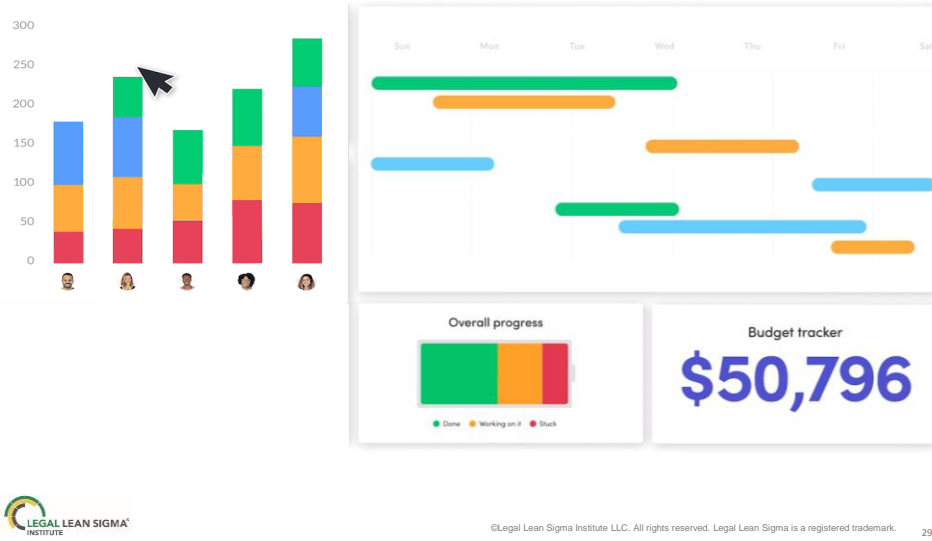 300
250
200
150
100
50
0
Sun Mon Tue Wed Thu Fri Sat
Overall progress
Done Working on it Stuck
Budget tracker
$50,796
LEGAL LEAN SIGMA®
INSTITUTE
©Legal Lean Sigma Institute LLC. All rights reserved. Legal Lean Sigma is a registered trademark.
29